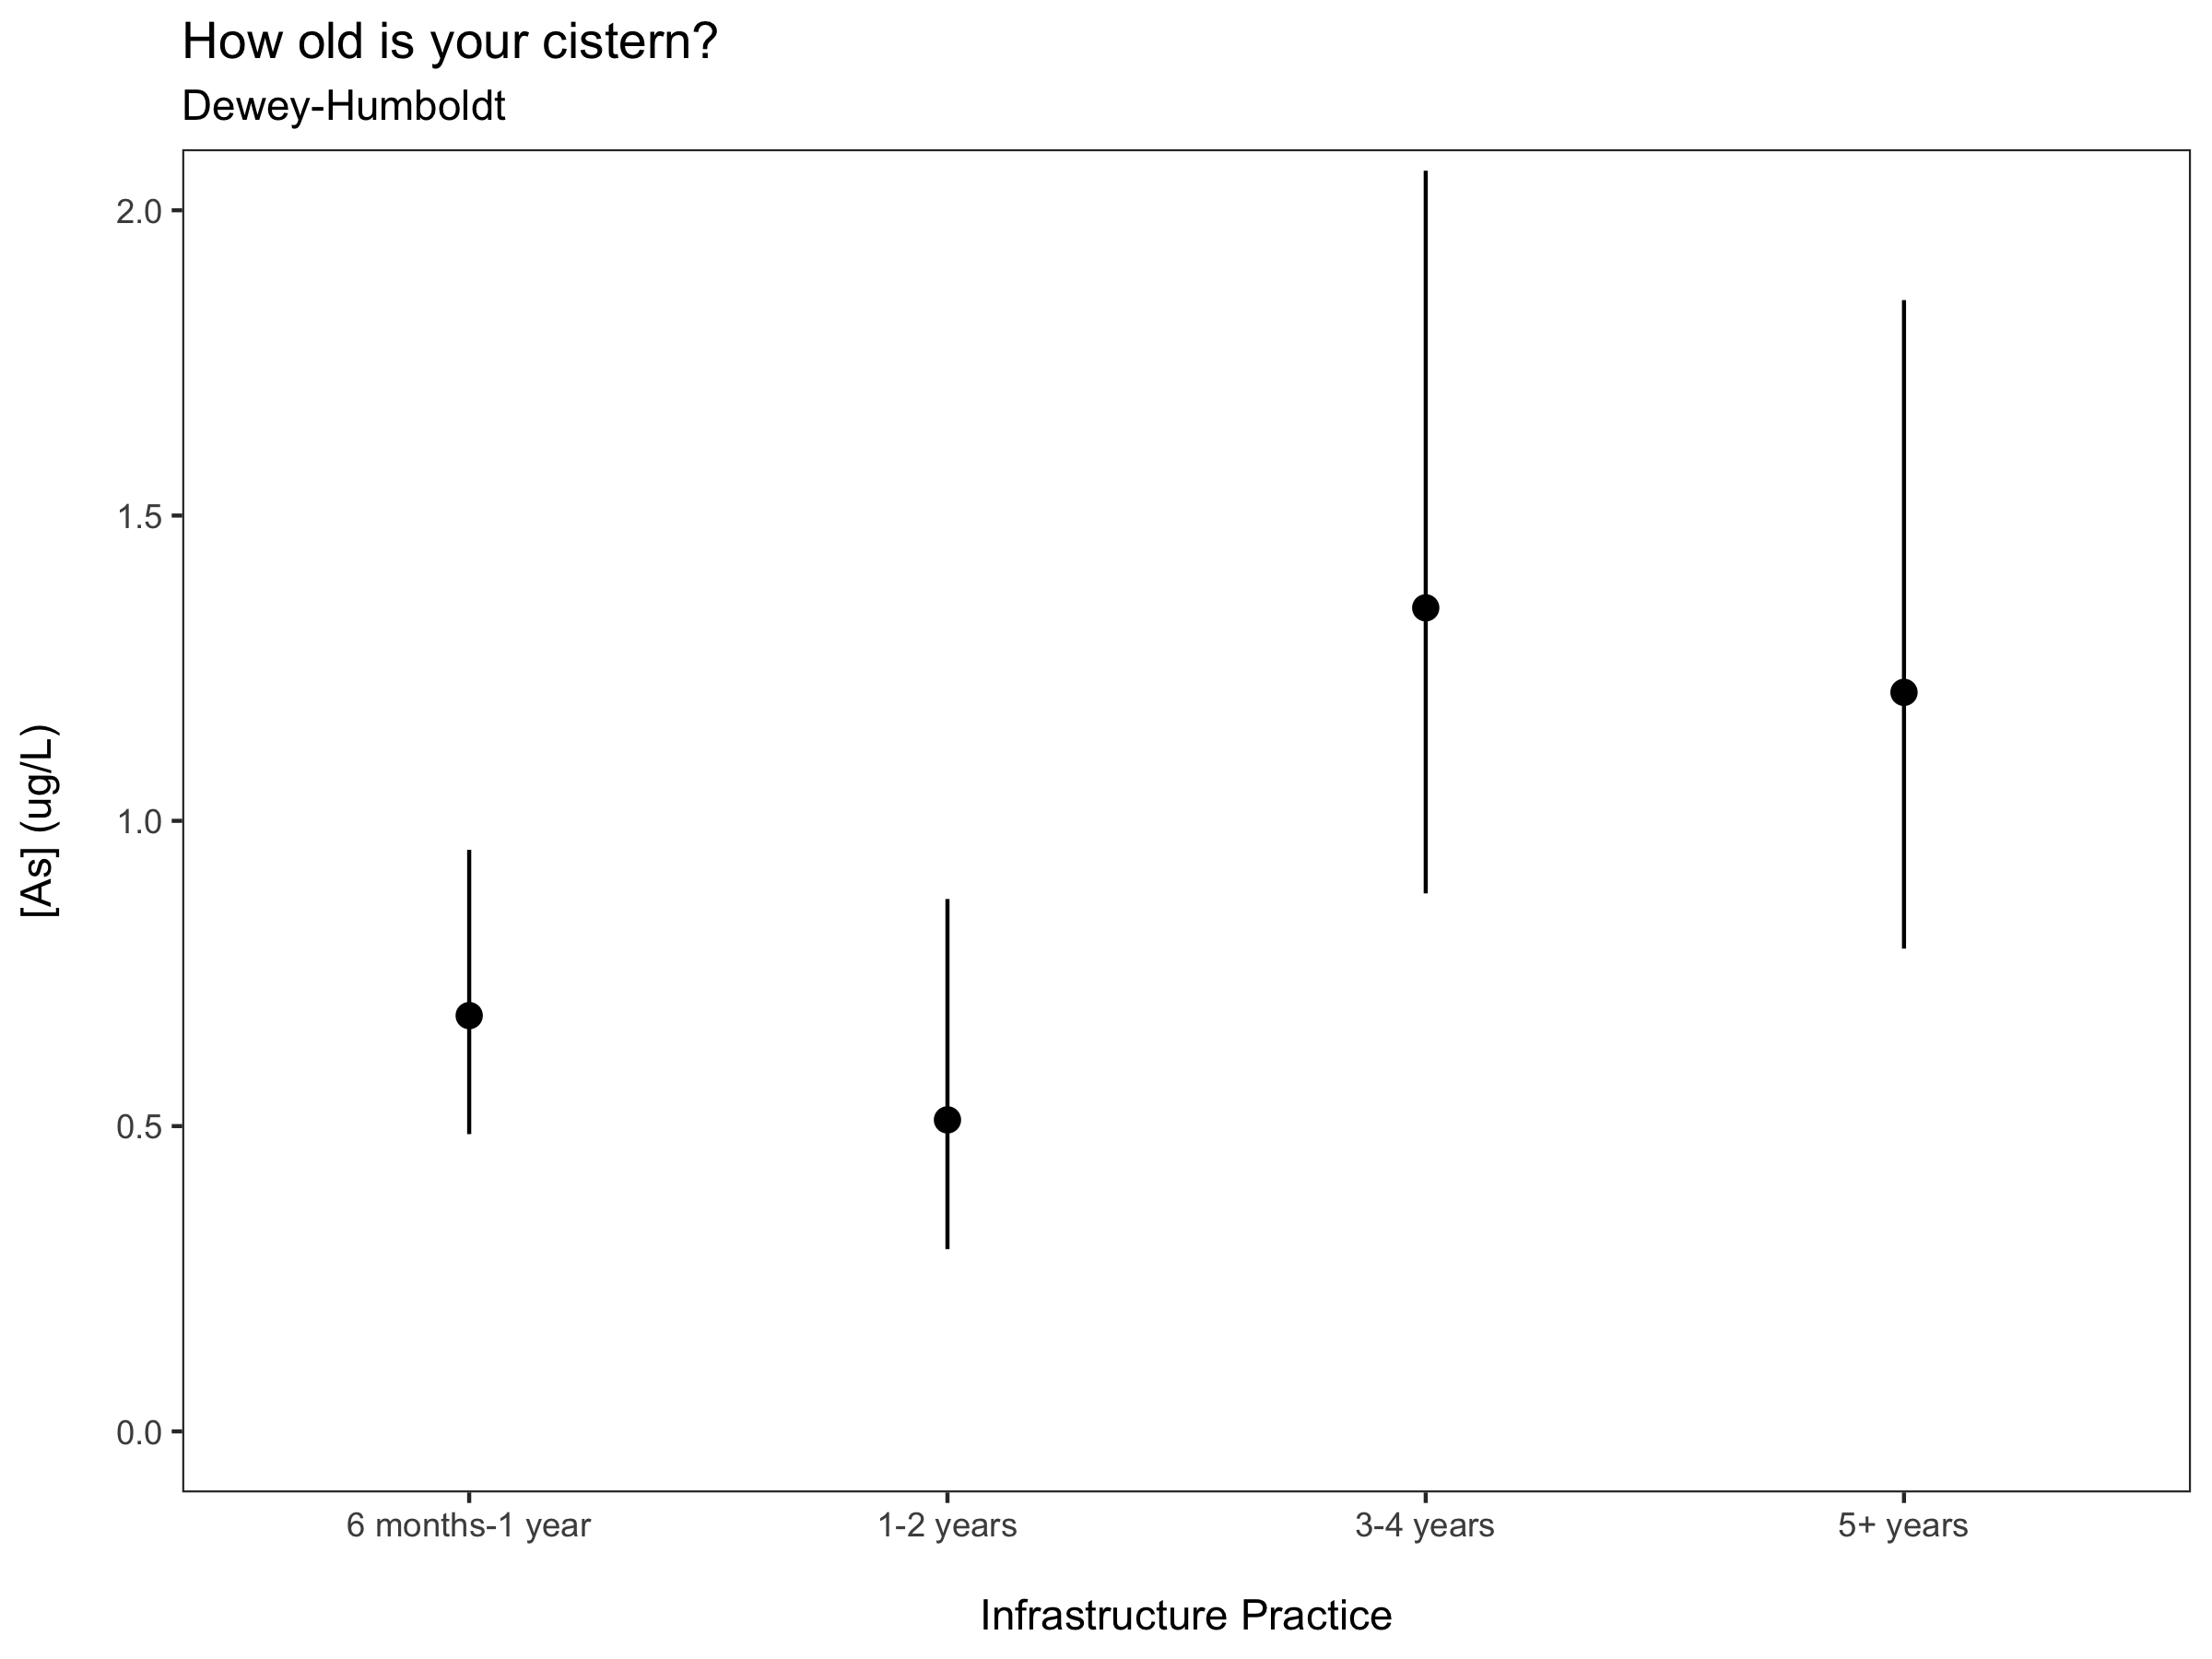 How old is your cistern?
Dewey-Humboldt
[As] (ug/L)
2.0
1.5
1.0
0.5
0.0
6 months-1 year
1-2 years
3-4 years
5+ years
Infrastructure Practice